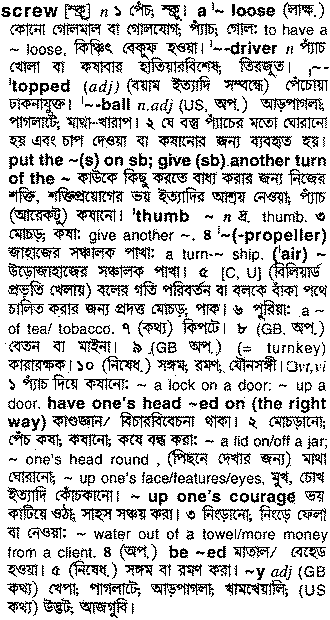 screw [স্ক্রূ] n ১ পেঁচ; স্ক্রূ। a ˈ~ loose (লাক্ষ.)
কোনো গোলমাল বা গোলযোগ; প্যাঁচ; গোল: to have a
~ loose, কিঞ্চিৎ বেকুফ হওয়া। ˈ~-driver n প্যাঁচ
খোলা বা কষাবার হাতিয়ারবিশেষ; তিরজুত। ˌ~-
ˈtopped (adj) (বয়াম ইত্যাদি সম্বন্ধে) পেঁচোয়া
ঢাকনাযুক্ত। ˈ~-ball n.adj (US, অপ.) আড়পাগলা;
পাগলাটে; মাথা-খারাপ। ২ যে বস্তু প্যাঁচের মতো ঘোরানো
হয় এবং চাপ দেওয়া বা কষানোর জন্য ব্যবহৃত হয়।
put the ~(s) on sb; give (sb) another turn
of the ~ কাউকে কিছু করতে বাধ্য করার জন্য নিজের
শক্তি, শক্তিপ্রয়োগের ভয় ইত্যাদির আশ্রয় নেওয়া; প্যাঁচ
(আরেকটু) কষানো। ˈthumb ~ n দ্র. thumb. ৩
মোচড়; কষা: give another ~. ৪ ˈ~(-propeller)
জাহাজের সঞ্চালক পাখা: a turn-~ ship. (ˈair) ~
উড়োজাহাজের সঞ্চালক পাখা। ৫ [C, U] (বিলিয়ার্ড
প্রভৃতি খেলায়) বলের গতি পরিবর্তন বা বলকে বাঁকা পথে
চালিত করার জন্য প্রদত্ত মোচড়; পাক। ৬ পুরিয়া: a ~
of tea/ tobacco. ৭ (কথ্য) কিপটে। ৮ (GB, অপ.)
বেতন বা মাইনা। ৯ (GB অপ.) (= turnkey)
কারারক্ষক। ১০ (নিষেধ.) সঙ্গম; রমণ; যৌনসঙ্গী। □vt,vi
১ প্যাঁচ দিয়ে কষানো: ~ a lock on a door: ~ up a
door. have one's head ~ed on (the right
way) কাণ্ডজ্ঞান/ বিচারবিবেচনা থাকা। ২ মোচড়ানো;
পেঁচ কষা; কষানো; কষে বন্ধ করা: ~ a lid on/off a jar;
~ one's head round , (পিছনে দেখার জন্য) মাথা
ঘোরানো; ~ up one's face/features/eyes, মুখ, চোখ
ইত্যাদি কোঁচকানো। ~ up one's courage ভয়
কাটিয়ে ওঠা; সাহস সঞ্চয় করা। ৩ নিংড়ানো; নিংড়ে ফেলা
বা নেওয়া: ~ water out of a towel/more money
from a client. ৪ (অপ.) be ~ed মাতাল/ বেহেড
হওয়া। ৫ (নিষেধ.) সঙ্গম বা রমণ করা। ~y adj (GB
কথ্য) খেপা; পাগলাটে; আড়পাগলা; খামখেয়ালি; (US
কথ্য) উদ্ভট; আজগুবি।